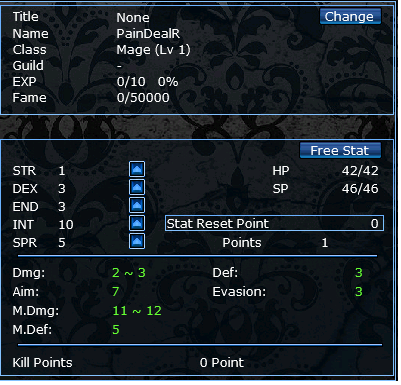 Title None Change
Name PainDealR
Class Mage (Lv 1)
Guild -
EXP 0/10 0%
Fame 0/50000
Free Stat
STR 1 HP 42/42
DEX 3 SP 46/46
END 3
INT 10 Stat Reset Point 0
SPR 5 Points 1
Dmg: 2 ~ 3 Def: 3
Aim: 7 Evasion: 3
M.Dmg: 11 ~ 12
M.Def: 5
Kill Points 0 Point